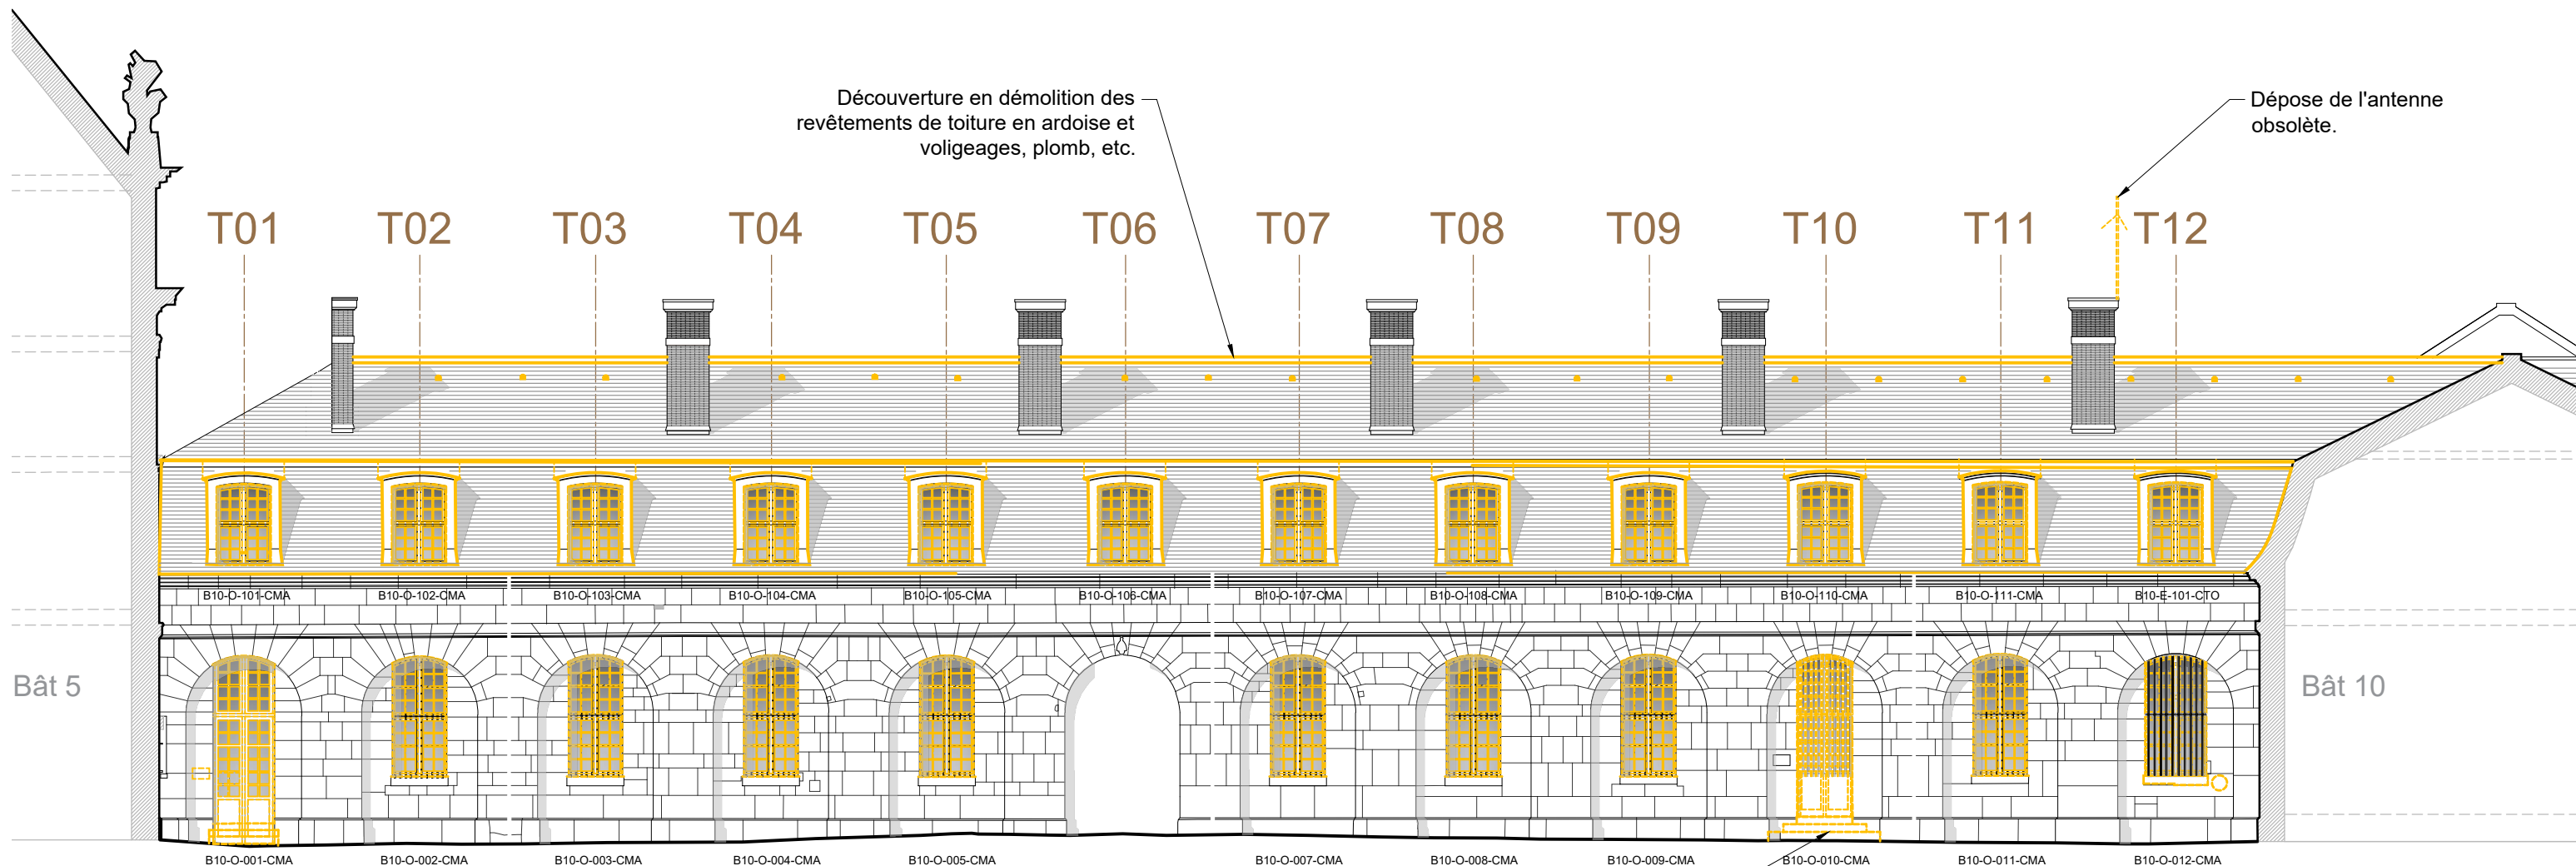 Découverture en démolition des
revêtements de toiture en ardoise et
voligeages, plomb, etc.
Dépose de l'antenne
obsolète.
T01 T02 T03 T04 T05 T06 T07 T08 T09 T10 T11 T12
B10-O-101-CMA B10-O-102-CMA B10-O-103-CMA B10-O-104-CMA B10-O-105-CMA B10-O-106-CMA B10-O-107-CMA B10-O-108-CMA B10-O-109-CMA B10-O-110-CMA B10-O-111-CMA B10-E-101-CTO
Bât 5 Bât 10
B10-O-001-CMA B10-O-002-CMA B10-O-003-CMA B10-O-004-CMA B10-O-005-CMA B10-O-007-CMA B10-O-008-CMA B10-O-009-CMA B10-O-010-CMA B10-O-011-CMA B10-O-012-CMA